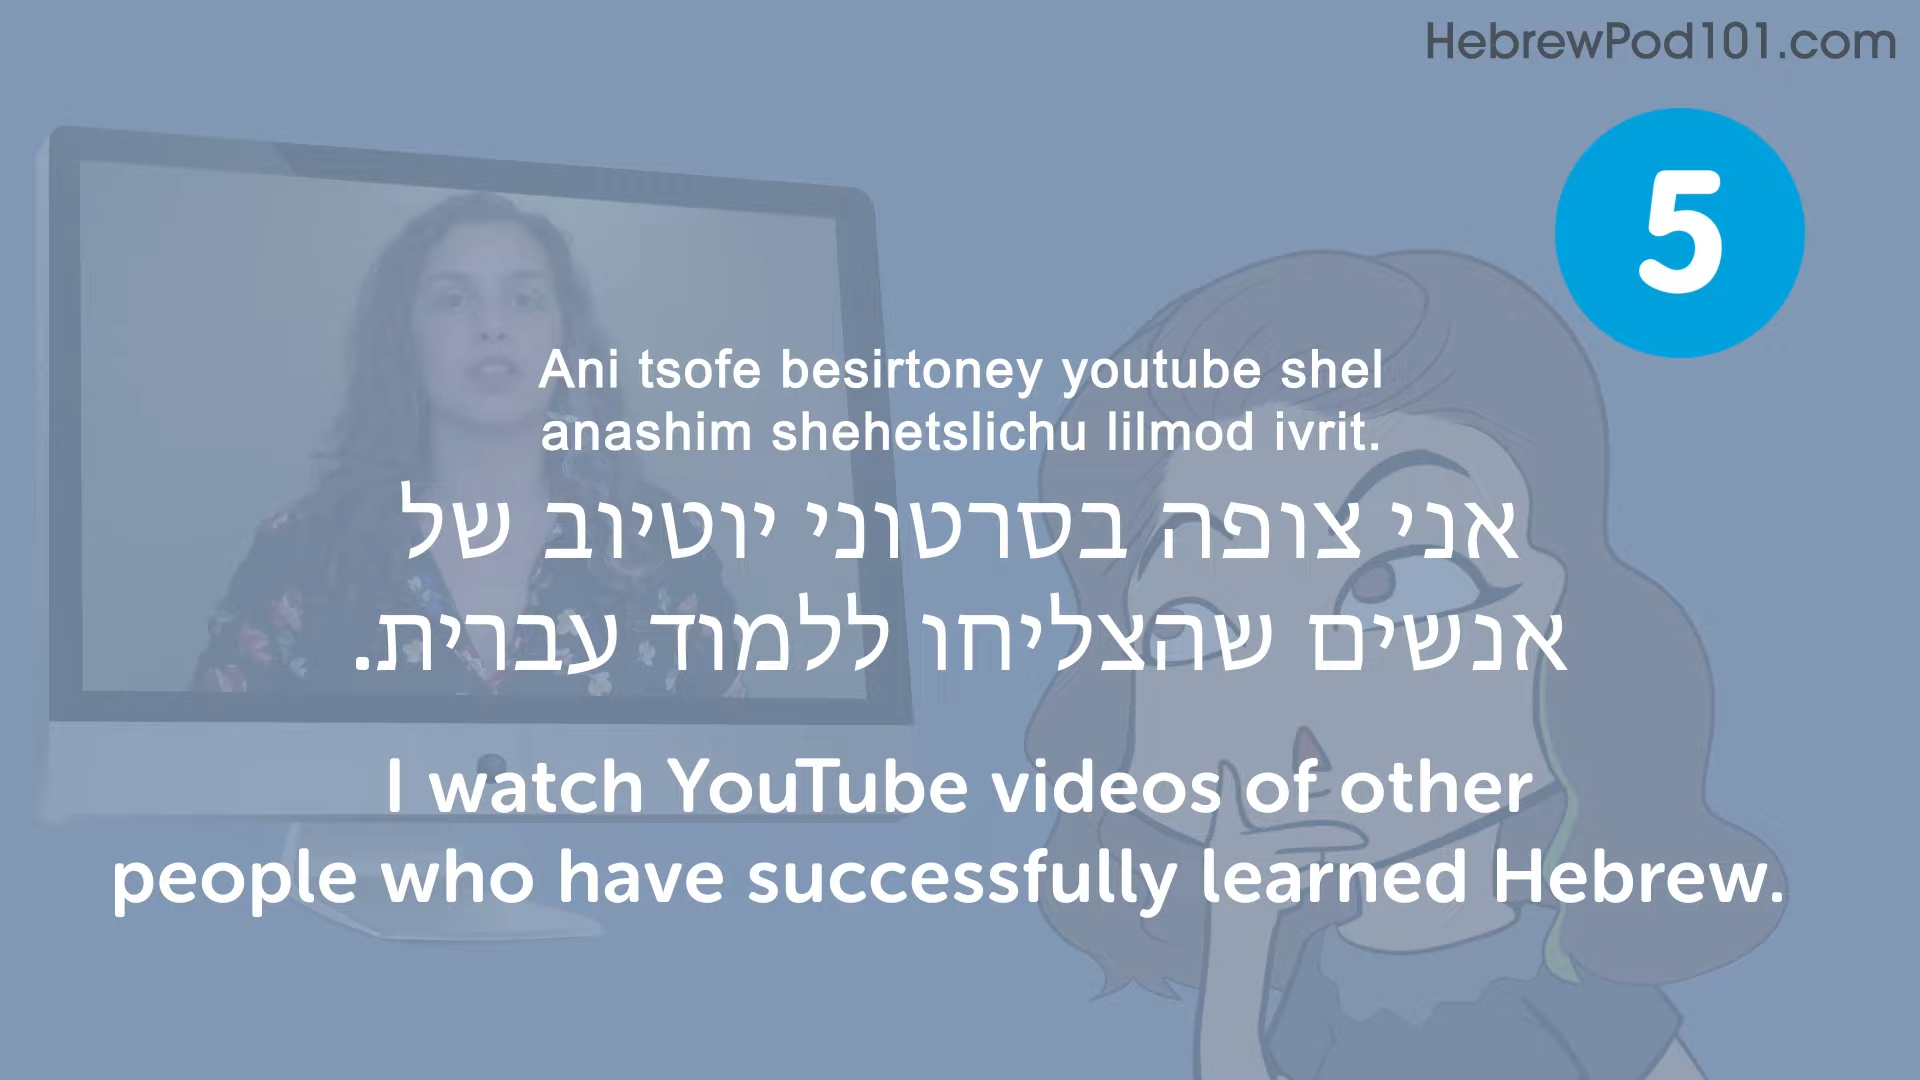 HebrewPod101.com
5
Ani tsofe besirtoney youtube shel
anashim shehetslichu lilmod ivrit.
אני צופה בסרטוני יוטיוב של
אנשים שהצליחו ללמוד עברית.
I watch YouTube videos of other
people who have successfully learned Hebrew.